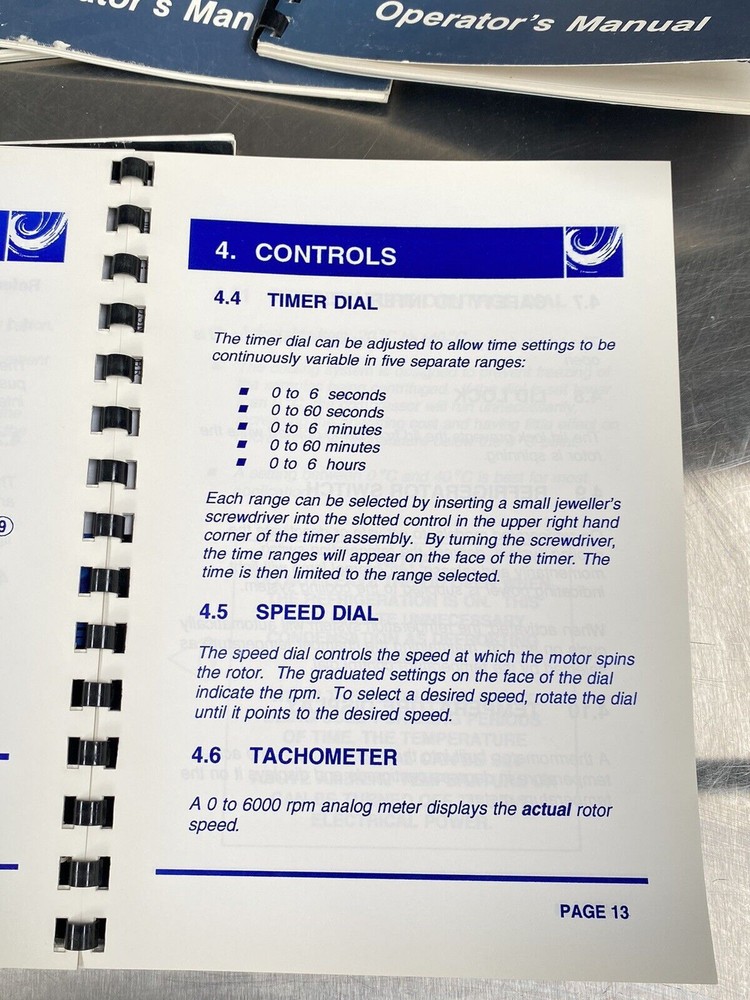 ator's Man
Operator's Manual
4. CONTROLS
4.4 TIMER DIAL
The timer dial can be adjusted to allow time settings to be
continuously variable in five separate ranges:
■ 0 to 6 seconds
■ 0 to 60 seconds
■ 0 to 6 minutes
■ 0 to 60 minutes
■ 0 to 6 hours
Each range can be selected by inserting a small jeweller's
screwdriver into the slotted control in the upper right hand
corner of the timer assembly. By turning the screwdriver,
the time ranges will appear on the face of the timer. The
time is then limited to the range selected.
4.5 SPEED DIAL
The speed dial controls the speed at which the motor spins
the rotor. The graduated settings on the face of the dial
indicate the rpm. To select a desired speed, rotate the dial
until it points to the desired speed.
4.6 TACHOMETER
A 0 to 6000 rpm analog meter displays the actual rotor
speed.
PAGE 13